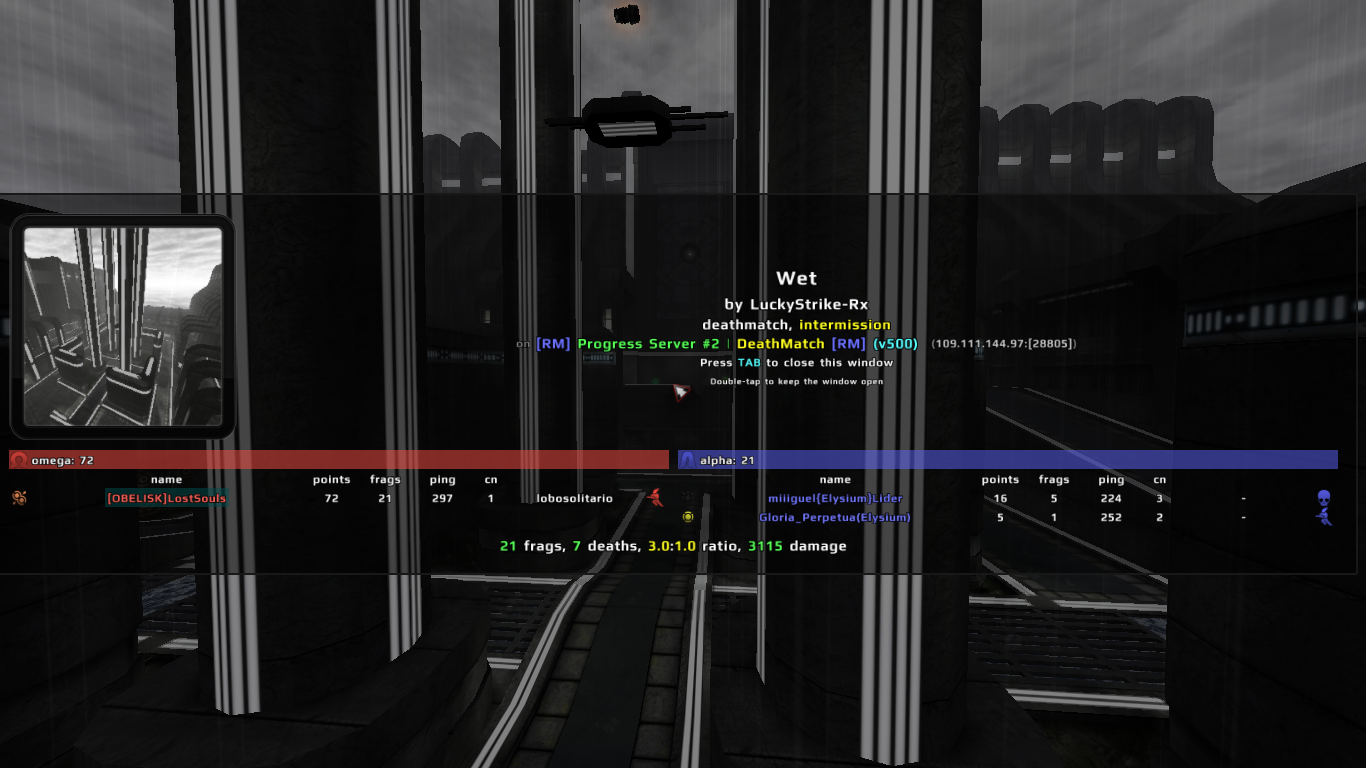 Wet
by LuckyStrike-Rx
deathmatch, intermission
on [RM] Progress Server #2 | DeathMatch [RM] (v500) (109.111.144.97:[28805])
Press TAB to close this window
Double-tap to keep the window open
omega: 72
name points frags ping cn
[OBELISK]LostSouls 72 21 297 1 lobosolitario
alpha: 21
name points frags ping cn
miiiguel{Elysium}Lider 16 5 224 3 -
Gloria_Perpetua(Elysium) 5 1 252 2 -
21 frags, 7 deaths, 3.0:1.0 ratio, 3115 damage